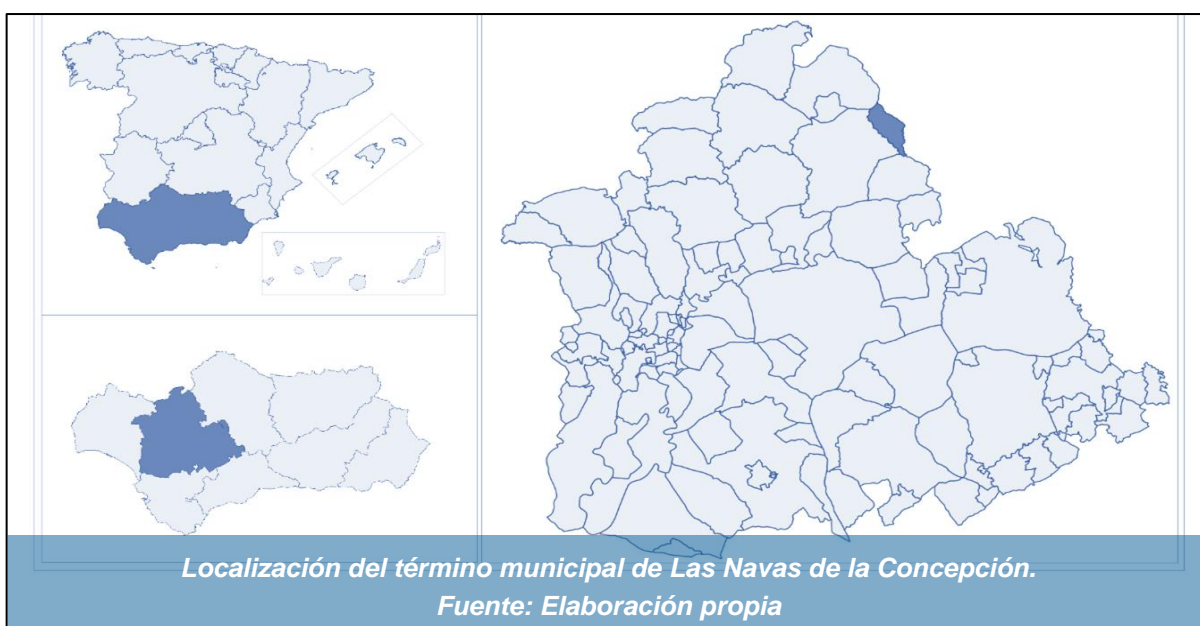 Localización del término municipal de Las Navas de la Concepción.
Fuente: Elaboración propia